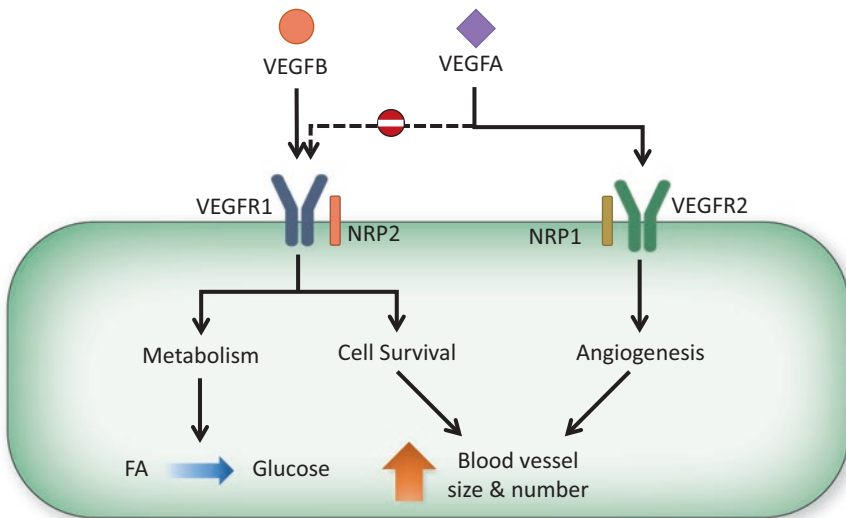 VEGFB
VEGFA
VEGFR1
VEGFR2
NRP2
NRP1
Metabolism
Cell Survival
Angiogenesis
FA
Glucose
Blood vessel
size & number